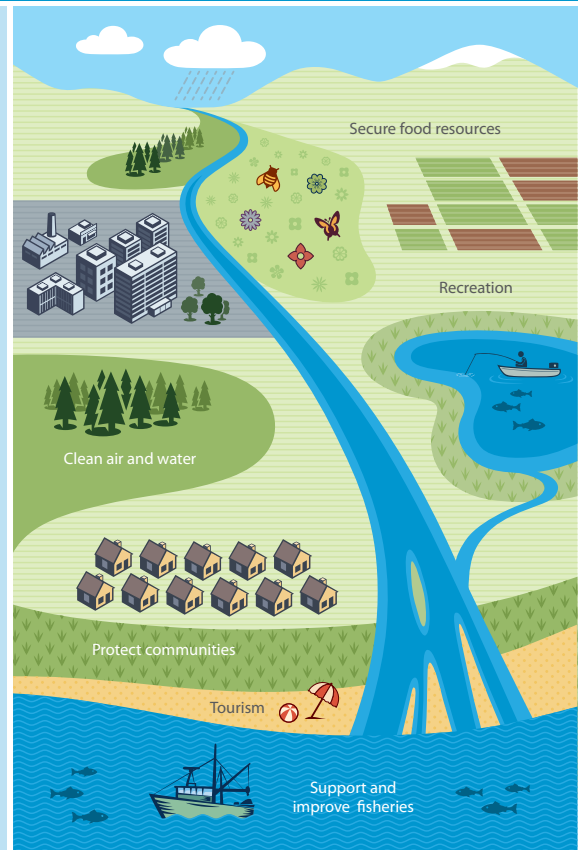 Secure food resources
Recreation
Clean air and water
Protect communities
Tourism
Support and
improve fisheries